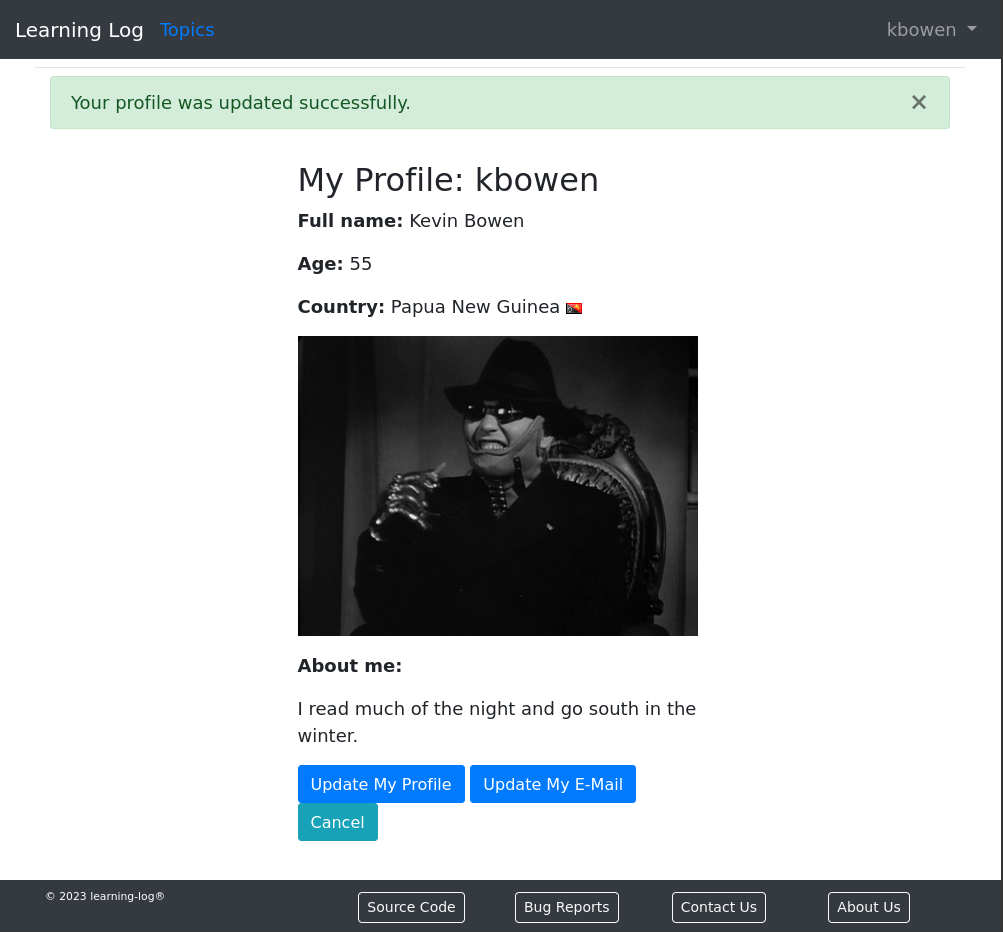 Learning Log Topics kbowen
Your profile was updated successfully. ×
My Profile: kbowen
Full name: Kevin Bowen
Age: 55
Country: Papua New Guinea
About me:
I read much of the night and go south in the
winter.
Update My Profile Update My E-Mail
Cancel
© 2023 learning-log® Source Code Bug Reports Contact Us About Us